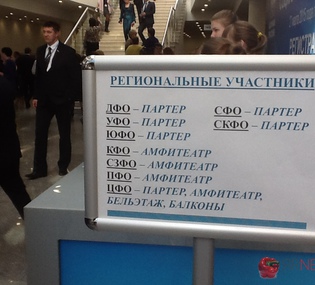 РЕГИСТРАЦ
РЕГИОНАЛЬНЫЕ УЧАСТНИКИ
ДФО – ПАРТЕР
УФО – ПАРТЕР
ЮФО – ПАРТЕР
КФО – АМФИТЕАТР
СЗФО – АМФИТЕАТР
ПФО – АМФИТЕАТР
ЦФО – ПАРТЕР, АМФИТЕАТР,
БЕЛЬЭТАЖ, БАЛКОНЫ
СФО – ПАРТЕР
СКФО – ПАРТЕР